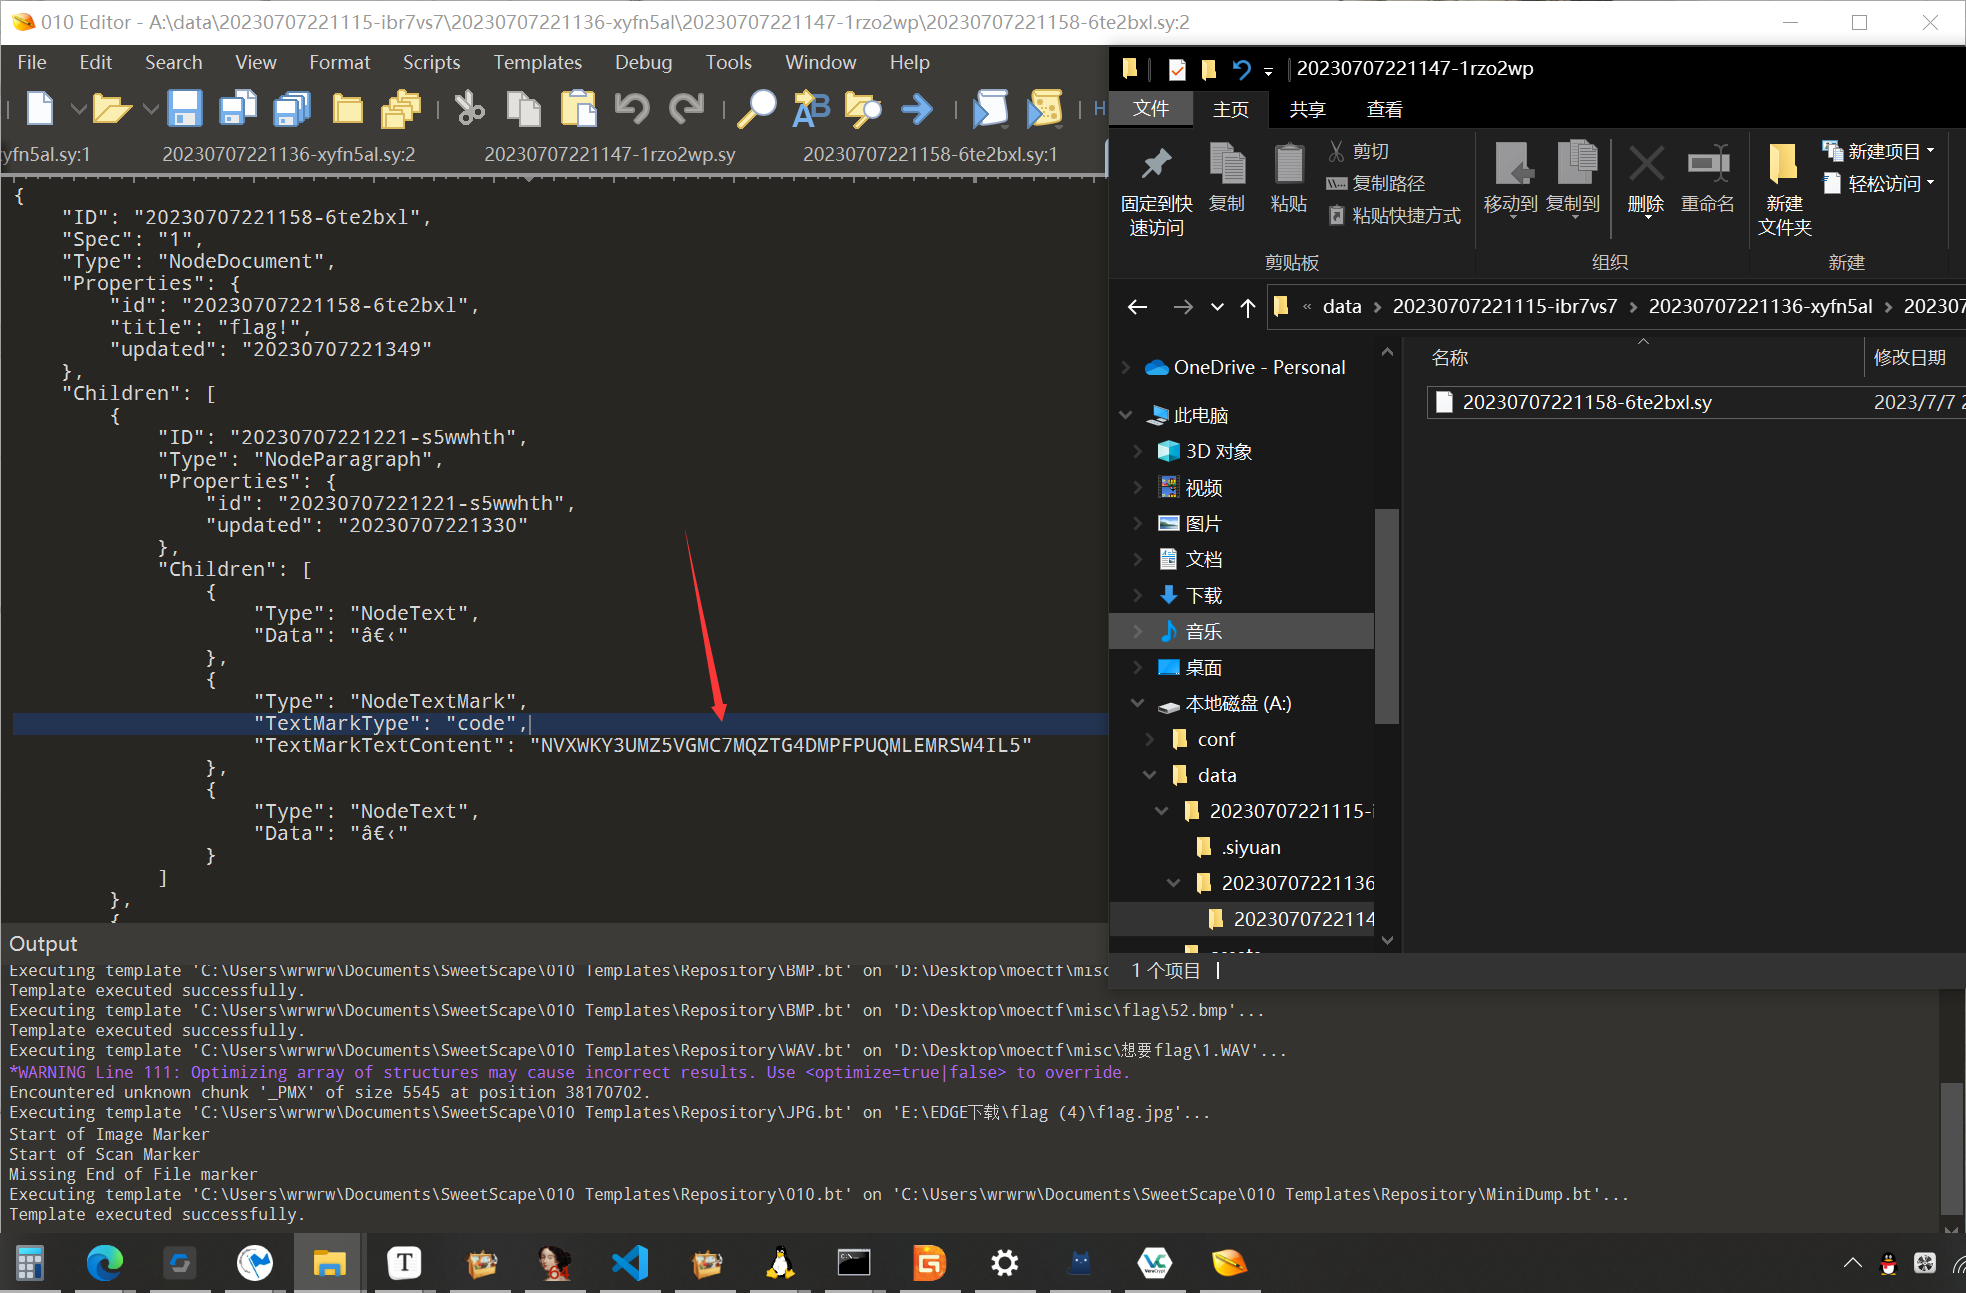 010 Editor - A:\data\20230707221115-ibr7vs7\20230707221136-xyfn5al\20230707221147-1rzo2wp\20230707221158-6te2bxl.sy:2
File Edit Search View Format Scripts Templates Debug Tools Window Help
yfn5al.sy:1 20230707221136-xyfn5al.sy:2 20230707221147-1rzo2wp.sy 20230707221158-6te2bxl.sy:1
{
"ID": "20230707221158-6te2bxl",
"Spec": "1",
"Type": "NodeDocument",
"Properties": {
"id": "20230707221158-6te2bxl",
"title": "flag!",
"updated": "20230707221349"
},
"Children": [
{
"ID": "20230707221221-s5wwhth",
"Type": "NodeParagraph",
"Properties": {
"id": "20230707221221-s5wwhth",
"updated": "20230707221330"
},
"Children": [
{
"Type": "NodeText",
"Data": "â€‹"
},
{
"Type": "NodeTextMark",
"TextMarkType": "code",
"TextMarkTextContent": "NVXWKY3UMZ5VGMC7MQZTG4DMPFPUQMLEMRSW4IL5"
},
{
"Type": "NodeText",
"Data": "â€‹"
}
]
},
{
20230707221147-1rzo2wp
文件 主页 共享 查看
固定到快速访问
复制
粘贴
剪切
复制路径
粘贴快捷方式
移动到 复制到
删除 重命名
新建文件夹
新建项目
轻松访问
剪贴板 组织 新建
« data › 20230707221115-ibr7vs7 › 20230707221136-xyfn5al › 202307
名称 修改日期
20230707221158-6te2bxl.sy 2023/7/7 2
OneDrive - Personal
此电脑
3D 对象
视频
图片
文档
下载
音乐
桌面
本地磁盘 (A:)
conf
data
20230707221115-i
.siyuan
20230707221136
2023070722114
1 个项目
Output
Executing template 'C:\Users\wrwrw\Documents\SweetScape\010 Templates\Repository\BMP.bt' on 'D:\Desktop\moectf\misc
Template executed successfully.
Executing template 'C:\Users\wrwrw\Documents\SweetScape\010 Templates\Repository\BMP.bt' on 'D:\Desktop\moectf\misc\flag\52.bmp'...
Template executed successfully.
Executing template 'C:\Users\wrwrw\Documents\SweetScape\010 Templates\Repository\WAV.bt' on 'D:\Desktop\moectf\misc\想要flag\1.WAV'...
*WARNING Line 111: Optimizing array of structures may cause incorrect results. Use <optimize=true|false> to override.
Encountered unknown chunk '_PMX' of size 5545 at position 38170702.
Executing template 'C:\Users\wrwrw\Documents\SweetScape\010 Templates\Repository\JPG.bt' on 'E:\EDGE下载\flag (4)\f1ag.jpg'...
Start of Image Marker
Start of Scan Marker
Missing End of File marker
Executing template 'C:\Users\wrwrw\Documents\SweetScape\010 Templates\Repository\010.bt' on 'C:\Users\wrwrw\Documents\SweetScape\010 Templates\Repository\MiniDump.bt'...
Template executed successfully.